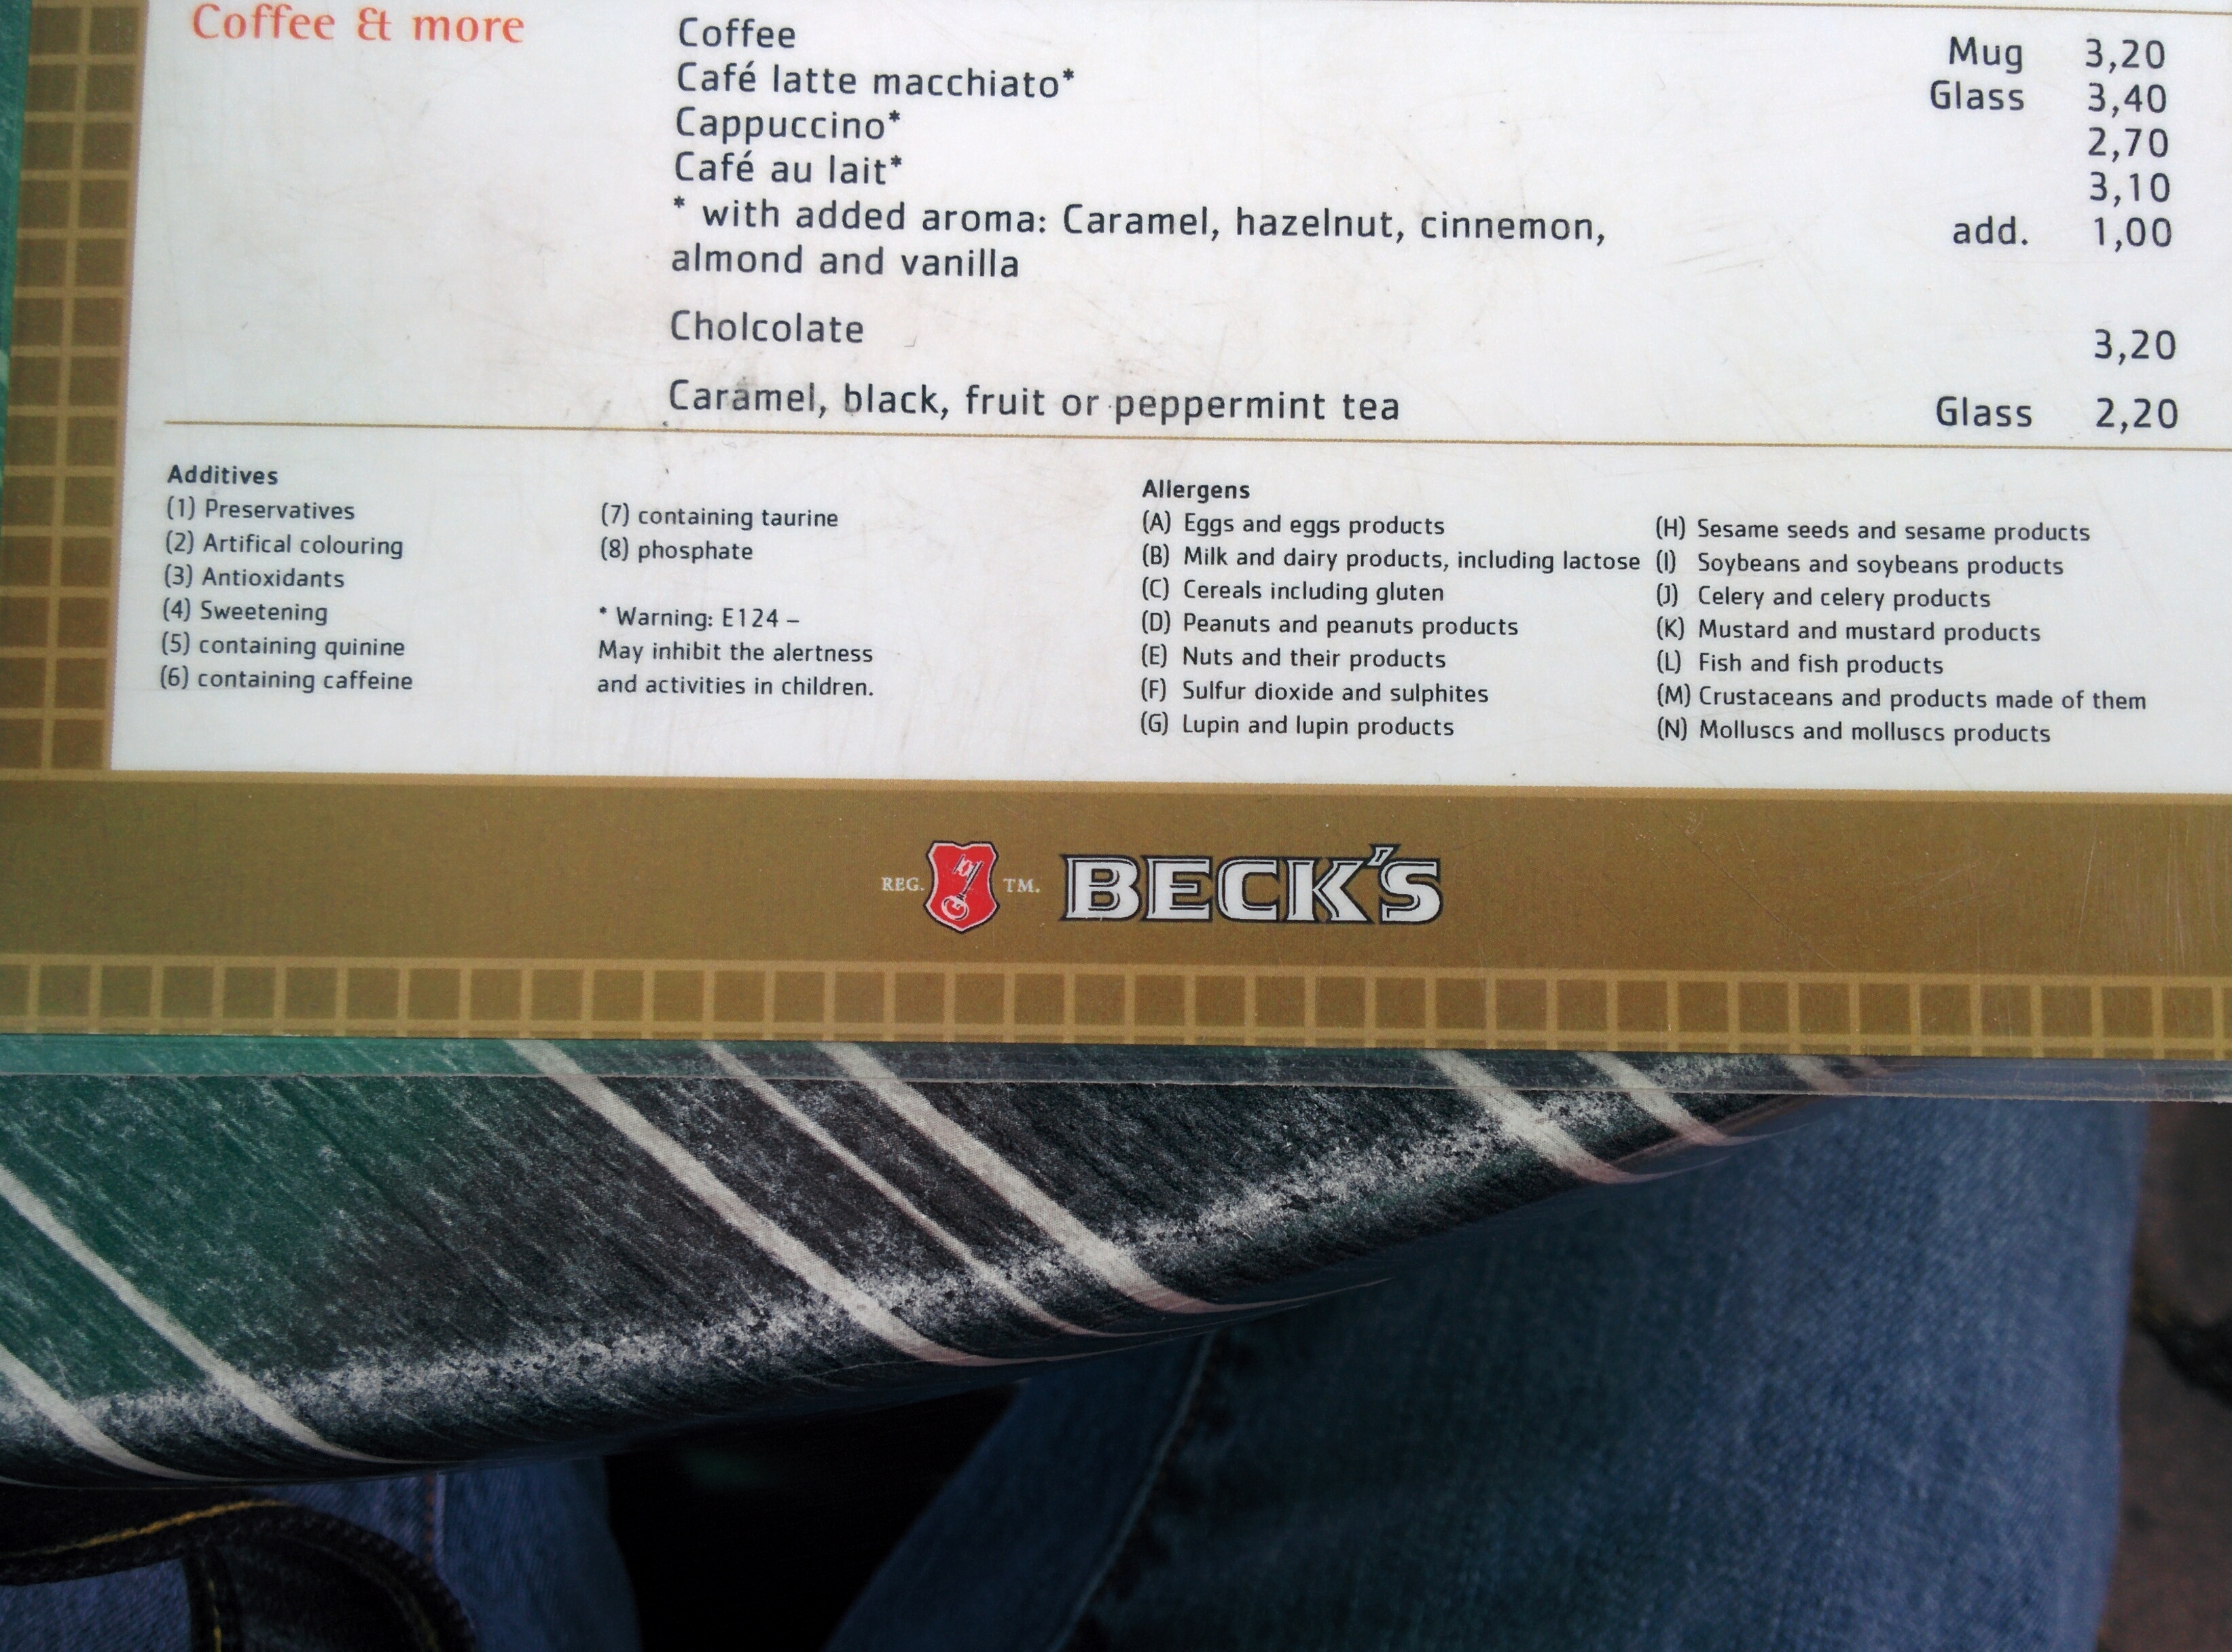 Coffee & more
Coffee Mug 3,20
Café latte macchiato* Glass 3,40
Cappuccino* 2,70
Café au lait* 3,10
* with added aroma: Caramel, hazelnut, cinnemon, add. 1,00
almond and vanilla
Cholcolate 3,20
Caramel, black, fruit or peppermint tea Glass 2,20
Additives
(1) Preservatives
(2) Artifical colouring
(3) Antioxidants
(4) Sweetening
(5) containing quinine
(6) containing caffeine
(7) containing taurine
(8) phosphate
* Warning: E124 –
May inhibit the alertness
and activities in children.
Allergens
(A) Eggs and eggs products
(B) Milk and dairy products, including lactose
(C) Cereals including gluten
(D) Peanuts and peanuts products
(E) Nuts and their products
(F) Sulfur dioxide and sulphites
(G) Lupin and lupin products
(H) Sesame seeds and sesame products
(I) Soybeans and soybeans products
(J) Celery and celery products
(K) Mustard and mustard products
(L) Fish and fish products
(M) Crustaceans and products made of them
(N) Molluscs and molluscs products
REG. TM. BECK'S